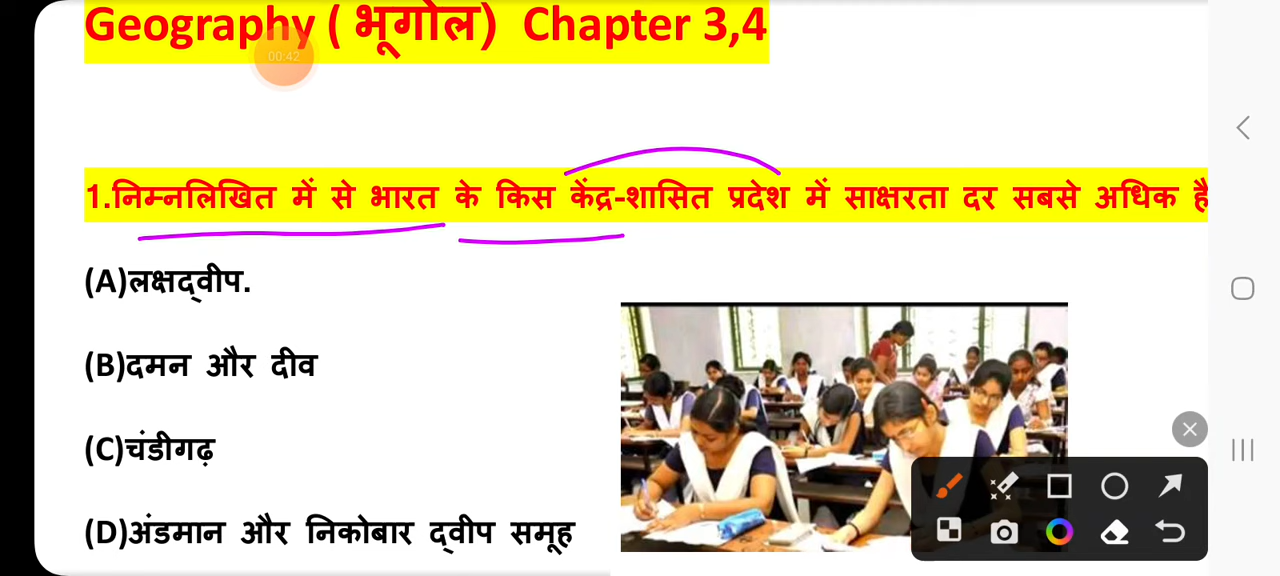 Geography ( भूगोल) Chapter 3,4
00:42
1.निम्नलिखित में से भारत के किस केंद्र-शासित प्रदेश में साक्षरता दर सबसे अधिक है
(A)लक्षद्वीप.
(B)दमन और दीव
(C)चंडीगढ़
(D)अंडमान और निकोबार द्वीप समूह